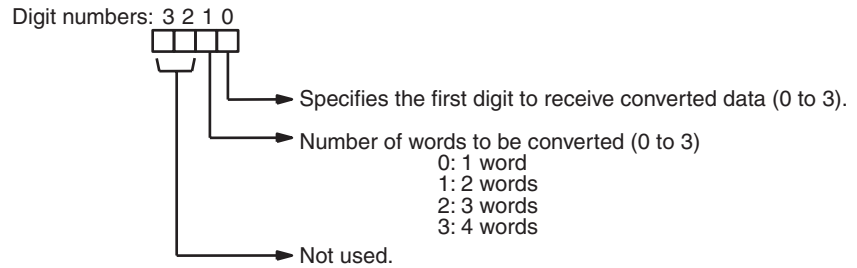 Digit numbers: 3 2 1 0
Specifies the first digit to receive converted data (0 to 3).
Number of words to be converted (0 to 3)
0: 1 word
1: 2 words
2: 3 words
3: 4 words
Not used.